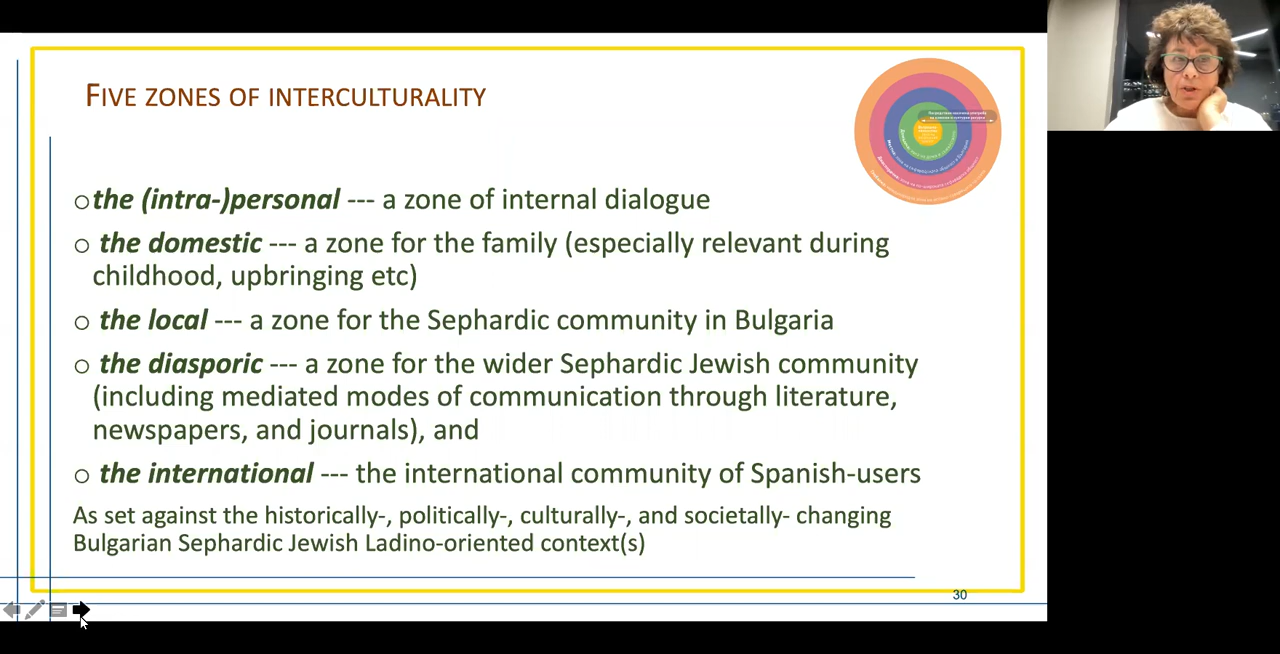 FIVE ZONES OF INTERCULTURALITY
○the (intra-)personal --- a zone of internal dialogue
○ the domestic --- a zone for the family (especially relevant during
childhood, upbringing etc)
○ the local --- a zone for the Sephardic community in Bulgaria
○ the diasporic --- a zone for the wider Sephardic Jewish community
(including mediated modes of communication through literature,
newspapers, and journals), and
○ the international --- the international community of Spanish-users
As set against the historically-, politically-, culturally-, and societally- changing
Bulgarian Sephardic Jewish Ladino-oriented context(s)
30